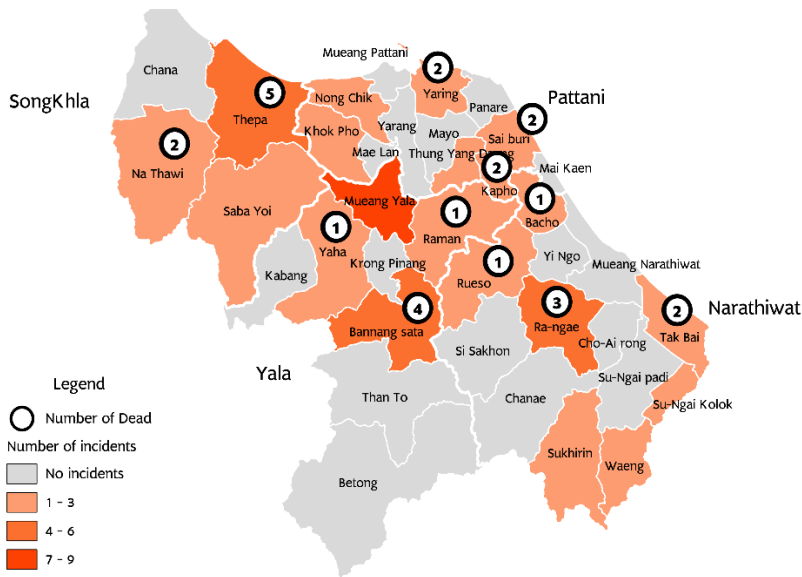 Mueang Pattani
Chana
SongKhla
5
Thepa
2
Na Thawi
Nong Chik
Khok Pho
Yarang
Mae Lan
2
Yaring
Panare
Pattani
Mayo
2
Sai buri
Thung Yang Daeng
2
Kapho
Mai Kaen
Mueang Yala
Saba Yoi
1
Yaha
1
Raman
1
Bacho
Kabang
Krong Pinang
1
Rueso
Yi Ngo
Mueang Narathiwat
4
Bannang sata
3
Ra-ngae
Cho-Ai rong
2
Tak Bai
Narathiwat
Si Sakhon
Su-Ngai padi
Yala
Than To
Chanae
Su-Ngai Kolok
Sukhirin
Waeng
Betong
Legend
Number of Dead
Number of incidents
No incidents
1 - 3
4 - 6
7 - 9